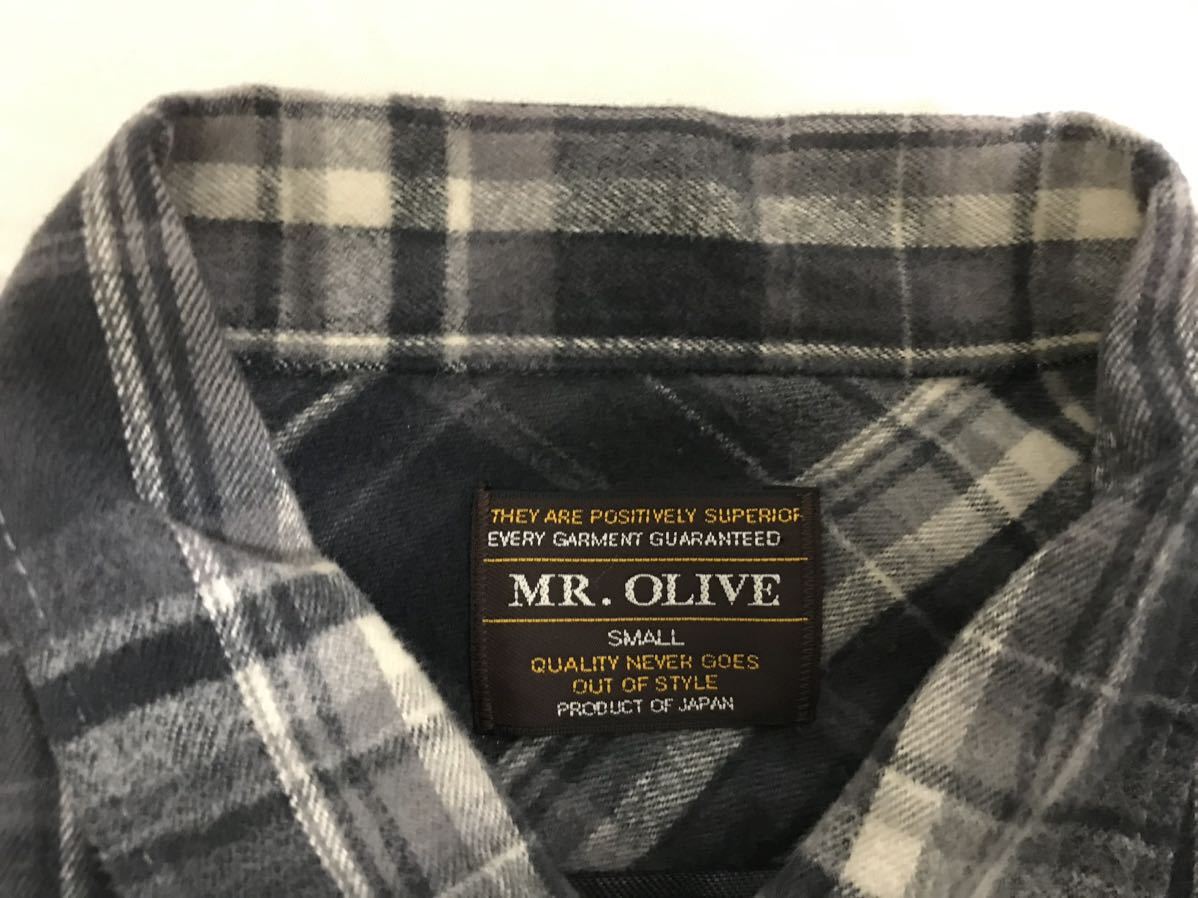 THEY ARE POSITIVELY SUPERIOR
EVERY GARMENT GUARANTEED
MR. OLIVE
SMALL
QUALITY NEVER GOES
OUT OF STYLE
PRODUCT OF JAPAN